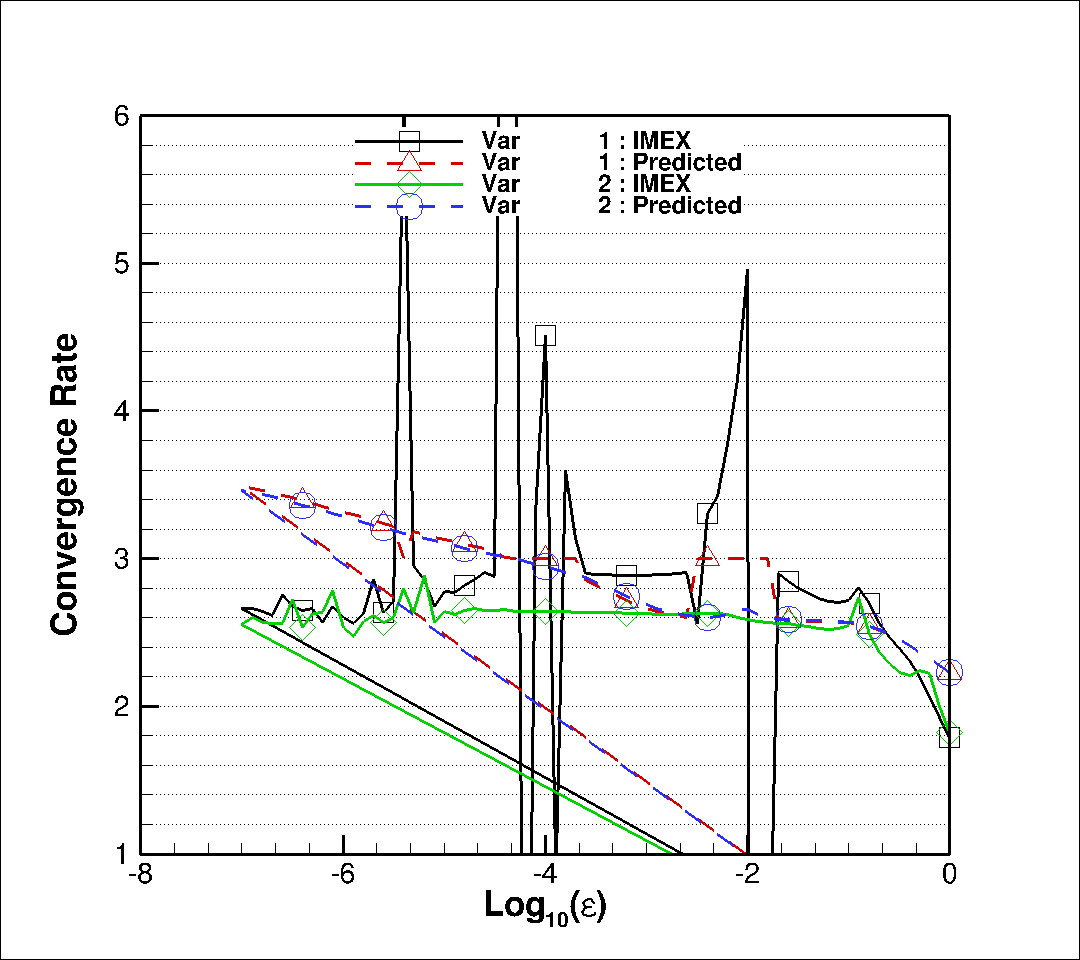 6
Var 1 : IMEX
Var 1 : Predicted
Var 2 : IMEX
Var 2 : Predicted
5
4
3
2
1
Convergence Rate
-8 -6 -4 -2 0
Log10(ε)